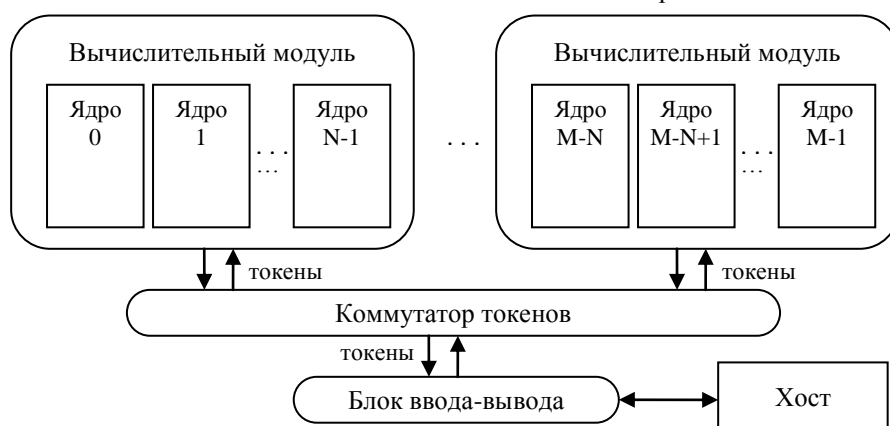 Вычислительный модуль
Ядро 0
Ядро 1
. . .
...
Ядро N-1
. . .
Вычислительный модуль
Ядро M-N
Ядро M-N+1
. . .
...
Ядро M-1
токены
токены
Коммутатор токенов
токены
Блок ввода-вывода
Хост